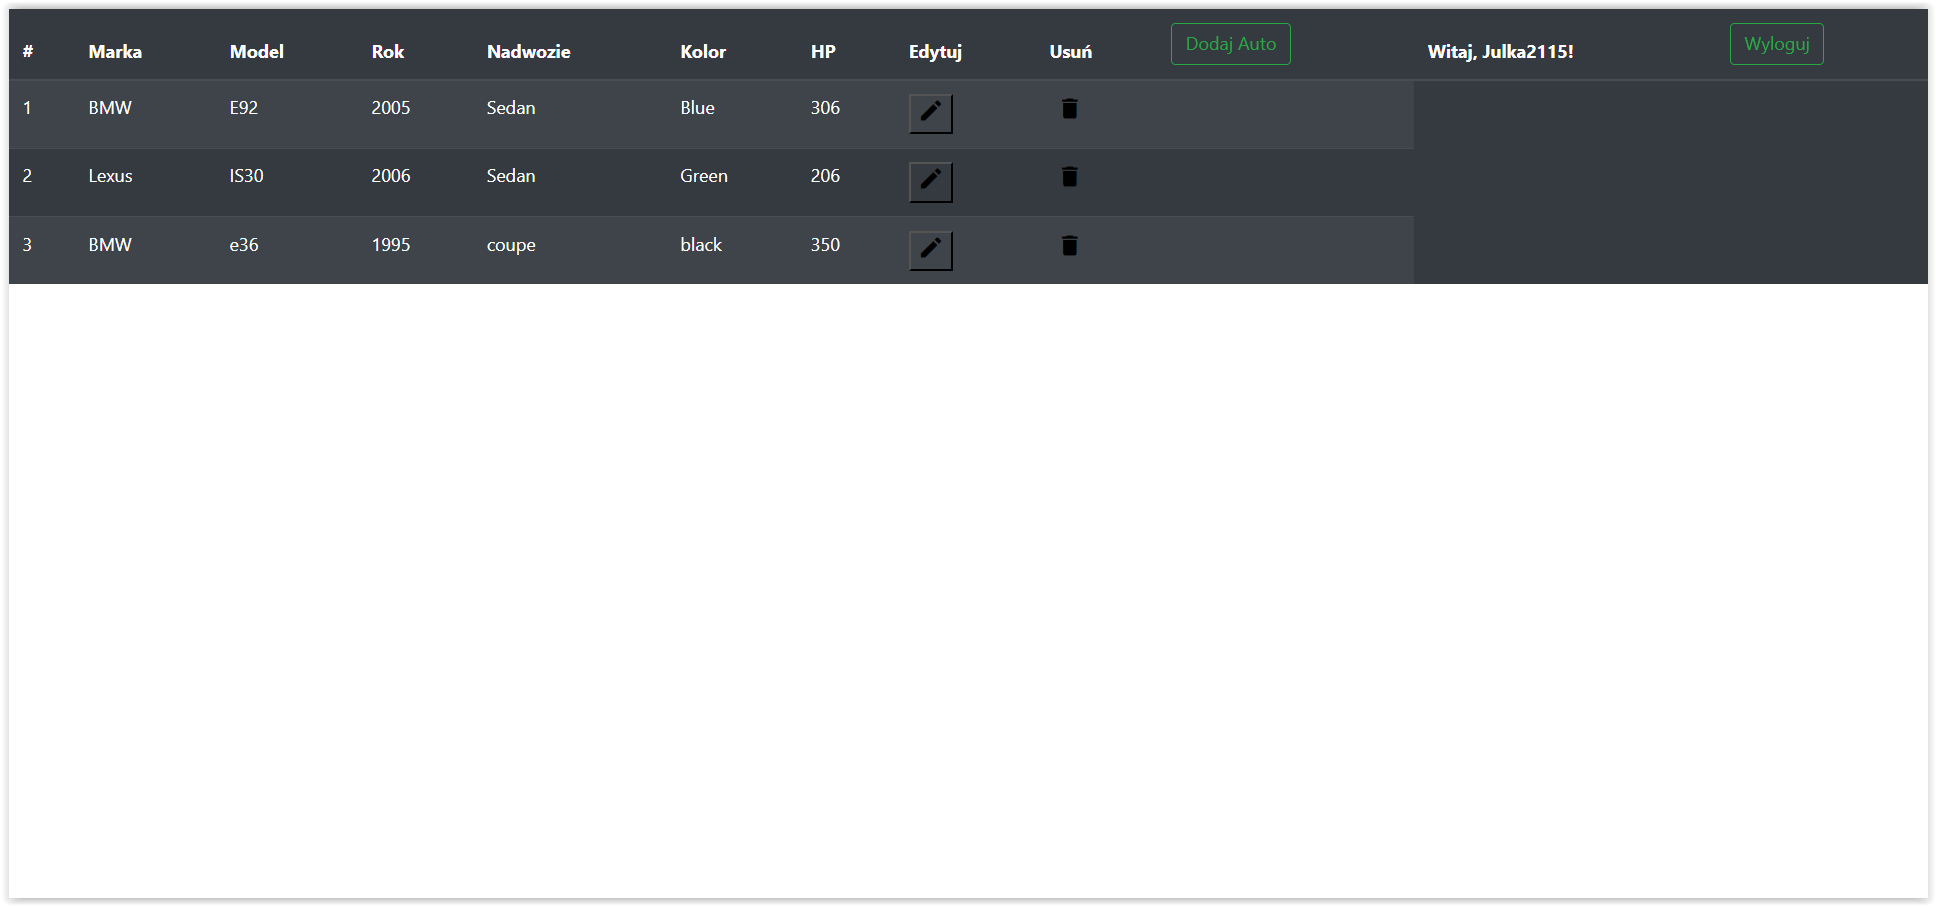 # Marka Model Rok Nadwozie Kolor HP Edytuj Usuń Dodaj Auto Witaj, Julka2115! Wyloguj
1 BMW E92 2005 Sedan Blue 306
2 Lexus IS30 2006 Sedan Green 206
3 BMW e36 1995 coupe black 350